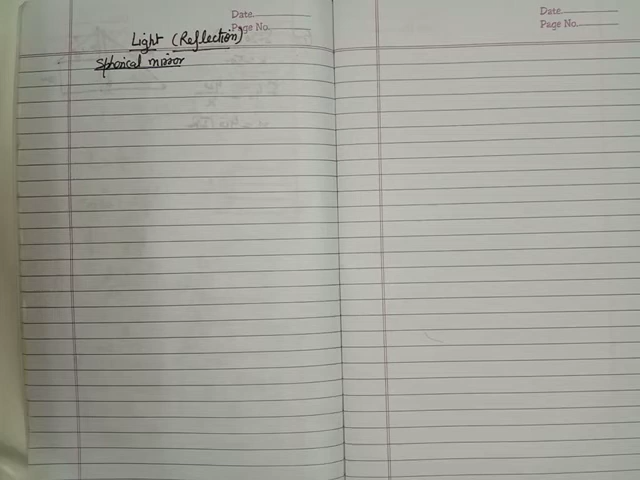 Date
Page No.
Light (Reflection)
Spherical mirror
Date
Page No.